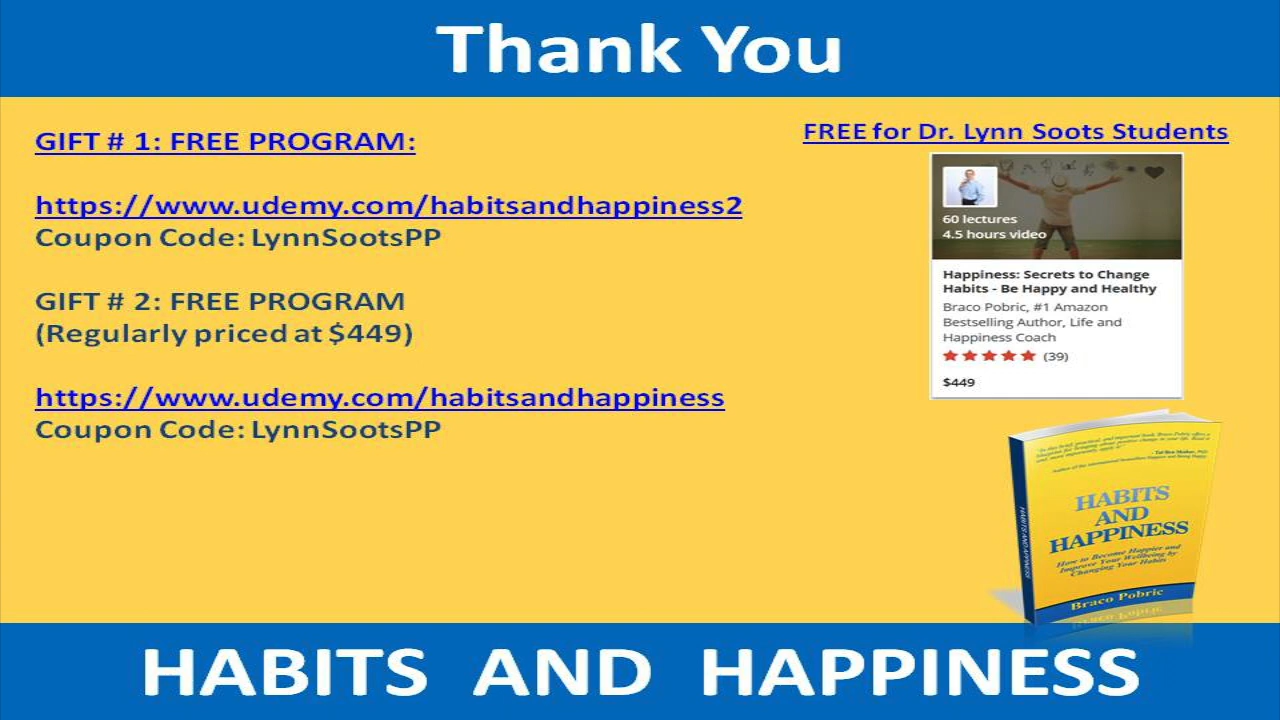 Thank You
GIFT # 1: FREE PROGRAM:
https://www.udemy.com/habitsandhappiness2
Coupon Code: LynnSootsPP
GIFT # 2: FREE PROGRAM
(Regularly priced at $449)
https://www.udemy.com/habitsandhappiness
Coupon Code: LynnSootsPP
FREE for Dr. Lynn Soots Students
60 lectures
4.5 hours video
Happiness: Secrets to Change
Habits - Be Happy and Healthy
Braco Pobric, #1 Amazon
Bestselling Author, Life and
Happiness Coach
(39)
$449
HABITS
AND
HAPPINESS
How to Become Happier and
Improve Your Wellbeing by
Changing Your Habits
Braco Pobric
HABITS AND HAPPINESS
HABITS AND HAPPINESS